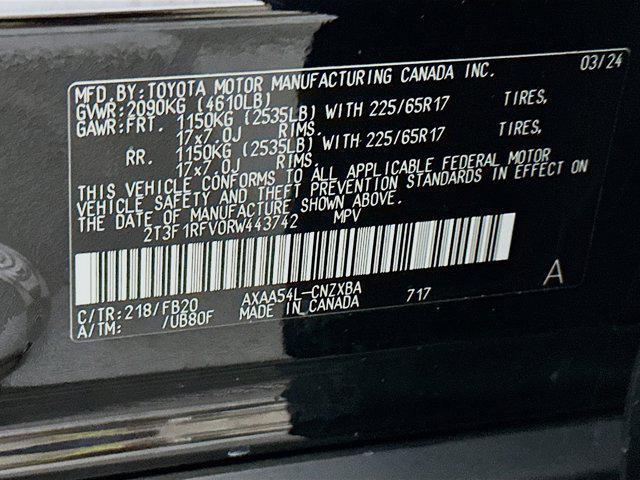 MFD. BY: TOYOTA MOTOR MANUFACTURING CANADA INC. 03/24
GVWR: 2090KG (4610LB)
GAWR: FRT. 1150KG (2535LB) WITH 225/65R17 TIRES,
17x7.0J RIMS.
RR. 1150KG (2535LB) WITH 225/65R17 TIRES,
17x7.0J RIMS.
THIS VEHICLE CONFORMS TO ALL APPLICABLE FEDERAL MOTOR
VEHICLE SAFETY AND THEFT PREVENTION STANDARDS IN EFFECT ON
THE DATE OF MANUFACTURE SHOWN ABOVE.
2T3F1RFV0RW443742 MPV
C/TR: 218/FB20 AXAA54L-CNZXBA 717 A
A/TM: /UB80F MADE IN CANADA